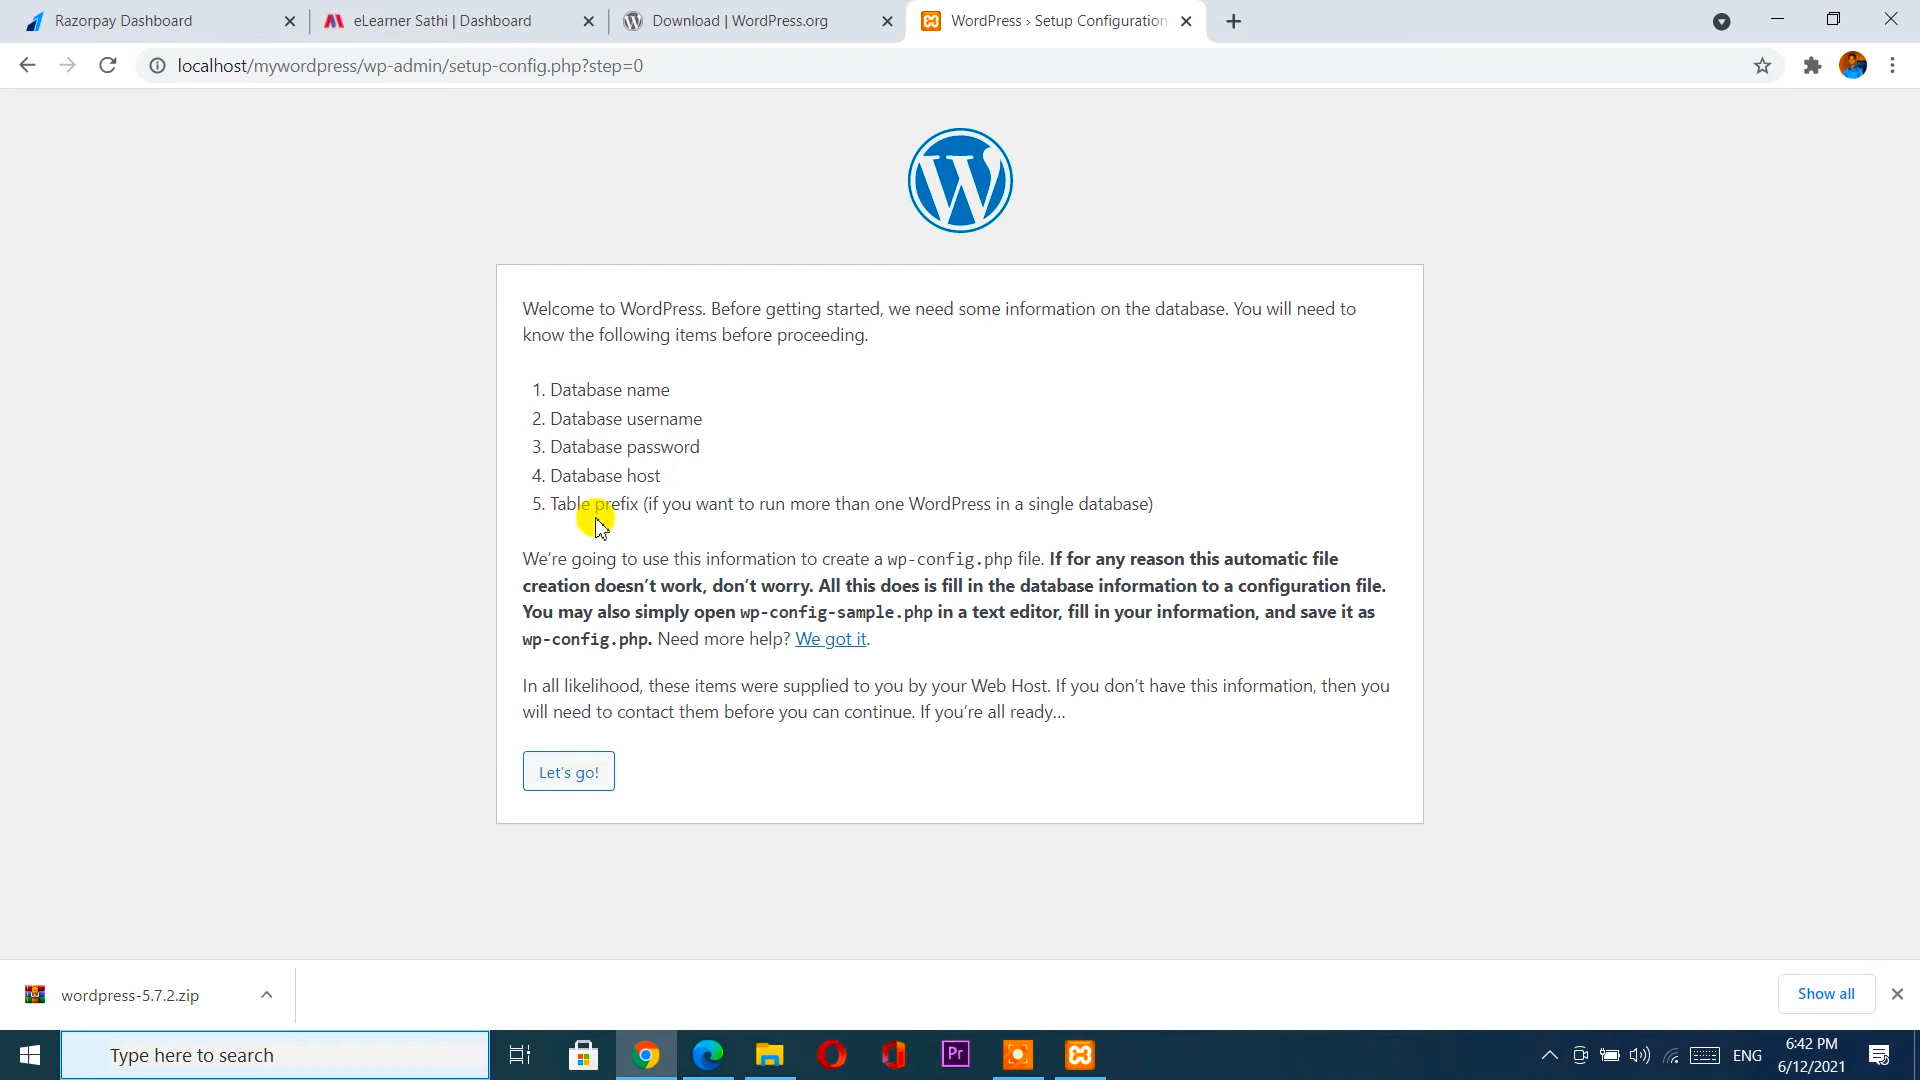 Razorpay Dashboard
eLearner Sathi | Dashboard
Download | WordPress.org
WordPress › Setup Configuration
localhost/mywordpress/wp-admin/setup-config.php?step=0
Welcome to WordPress. Before getting started, we need some information on the database. You will need to
know the following items before proceeding.
1. Database name
2. Database username
3. Database password
4. Database host
5. Table prefix (if you want to run more than one WordPress in a single database)
We’re going to use this information to create a wp-config.php file. If for any reason this automatic file
creation doesn’t work, don’t worry. All this does is fill in the database information to a configuration file.
You may also simply open wp-config-sample.php in a text editor, fill in your information, and save it as
wp-config.php. Need more help? We got it.
In all likelihood, these items were supplied to you by your Web Host. If you don’t have this information, then you
will need to contact them before you can continue. If you’re all ready…
Let’s go!
wordpress-5.7.2.zip
Show all
Type here to search
Pr
ENG
6:42 PM
6/12/2021